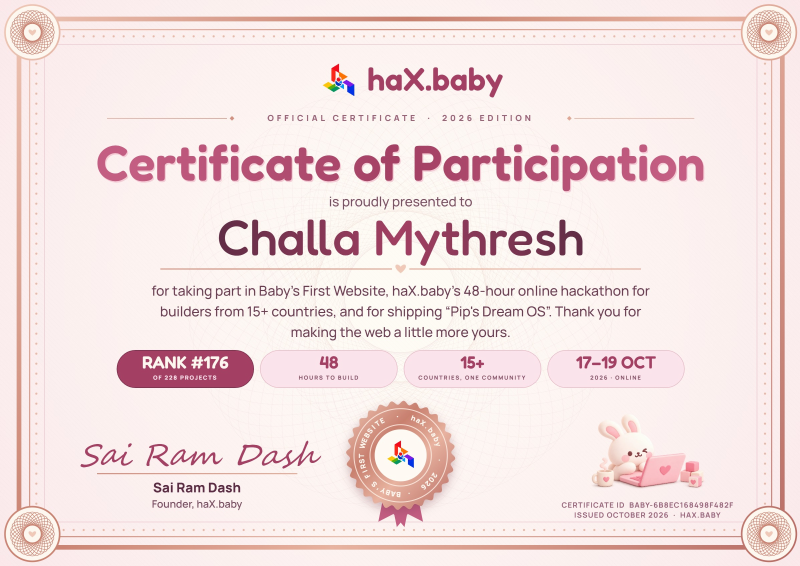 haX.baby
OFFICIAL CERTIFICATE · 2026 EDITION
Certificate of Participation
is proudly presented to
Challa Mythresh
for taking part in Baby's First Website, haX.baby's 48-hour online hackathon for
builders from 15+ countries, and for shipping “Pip's Dream OS”. Thank you for
making the web a little more yours.
RANK #176
OF 228 PROJECTS
48
HOURS TO BUILD
15+
COUNTRIES, ONE COMMUNITY
17–19 OCT
2026 · ONLINE
Sai Ram Dash
Sai Ram Dash
Founder, haX.baby
BABY'S FIRST WEBSITE · haX.baby · 2026 ·
CERTIFICATE ID BABY-6B8EC168498F482F
ISSUED OCTOBER 2026 · HAX.BABY